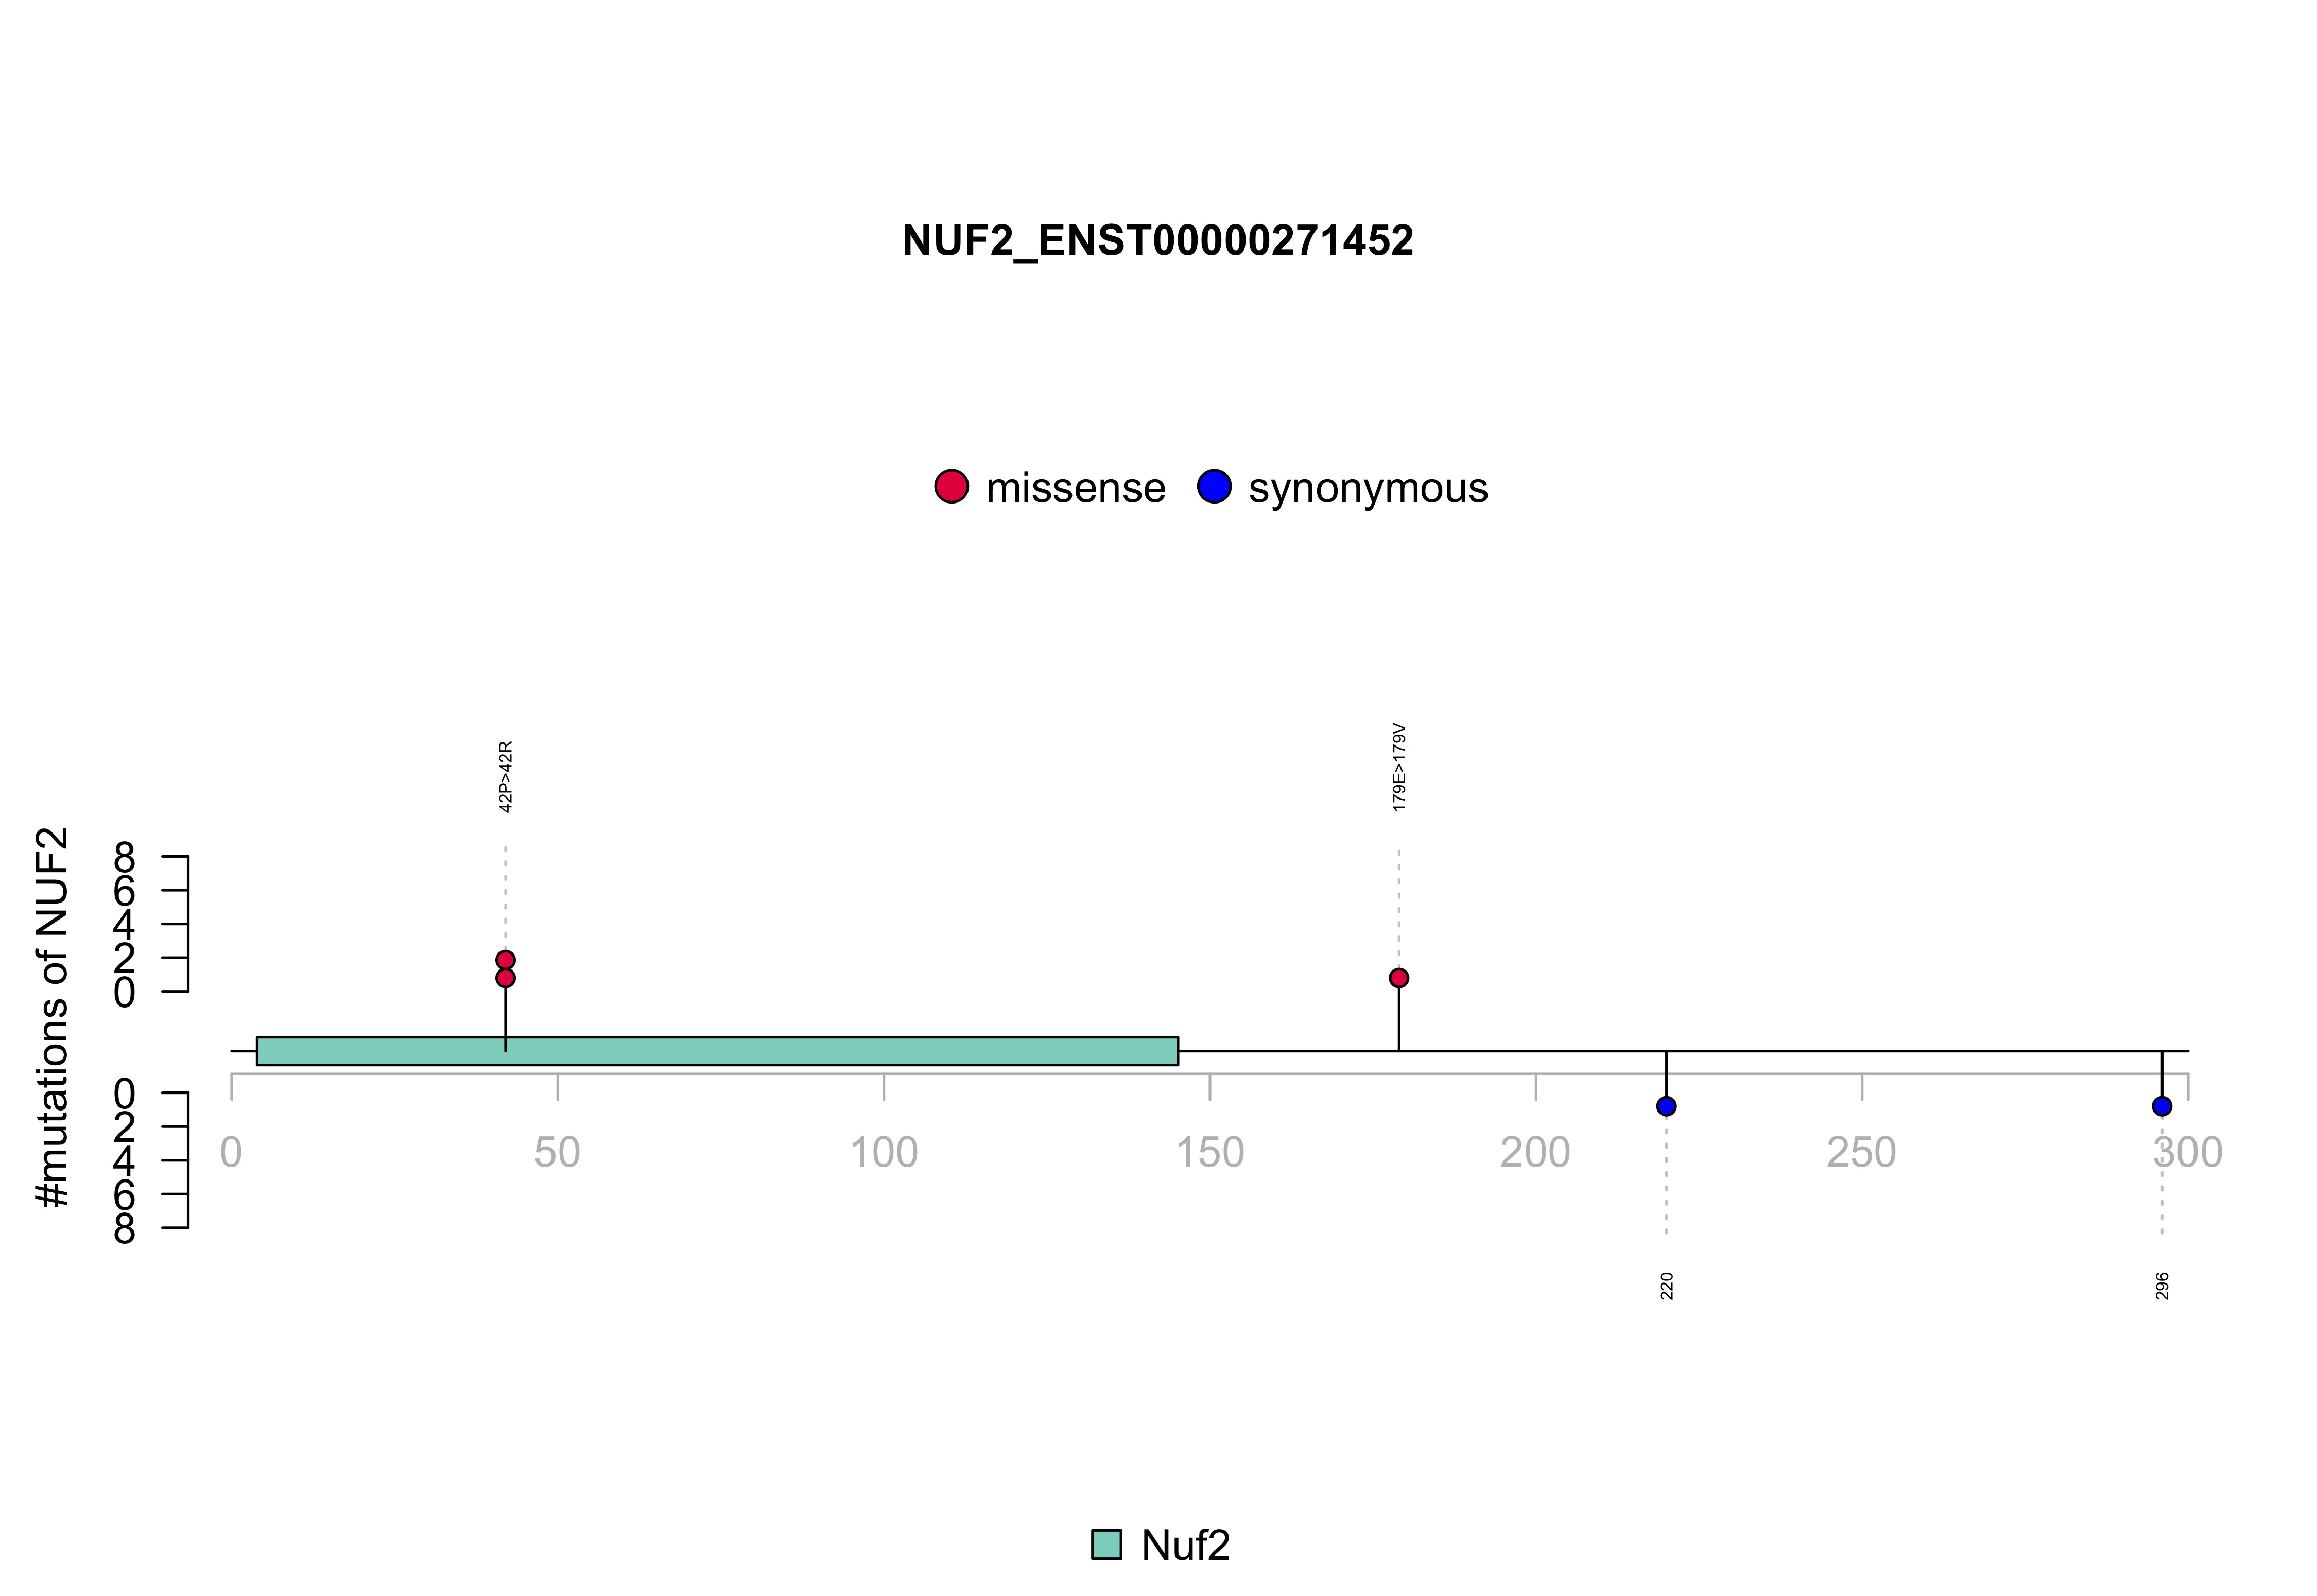 NUF2_ENST00000271452
missense
synonymous
42P>42R
179E>179V
#mutations of NUF2
8
6
4
2
0
0
2
4
6
8
0
50
100
150
200
250
300
220
296
Nuf2